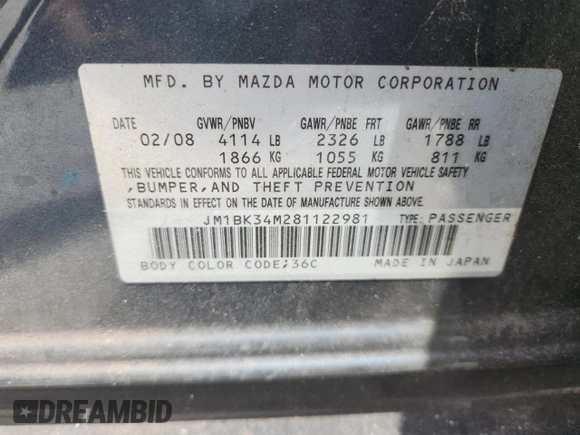 MFD. BY MAZDA MOTOR CORPORATION
DATE GVWR/PNBV GAWR/PNBE FRT GAWR/PNBE RR
02/08 4114 LB 2326 LB 1788 LB
1866 KG 1055 KG 811 KG
THIS VEHICLE CONFORMS TO ALL APPLICABLE FEDERAL MOTOR VEHICLE SAFETY
,BUMPER,AND THEFT PREVENTION
STANDARDS IN EFFECT ON THE DATE OF MANUFACTURE SHOWN ABOVE.
JM1BK34M281122981 TYPE: PASSENGER
BODY COLOR CODE;36C MADE IN JAPAN
DREAMBID